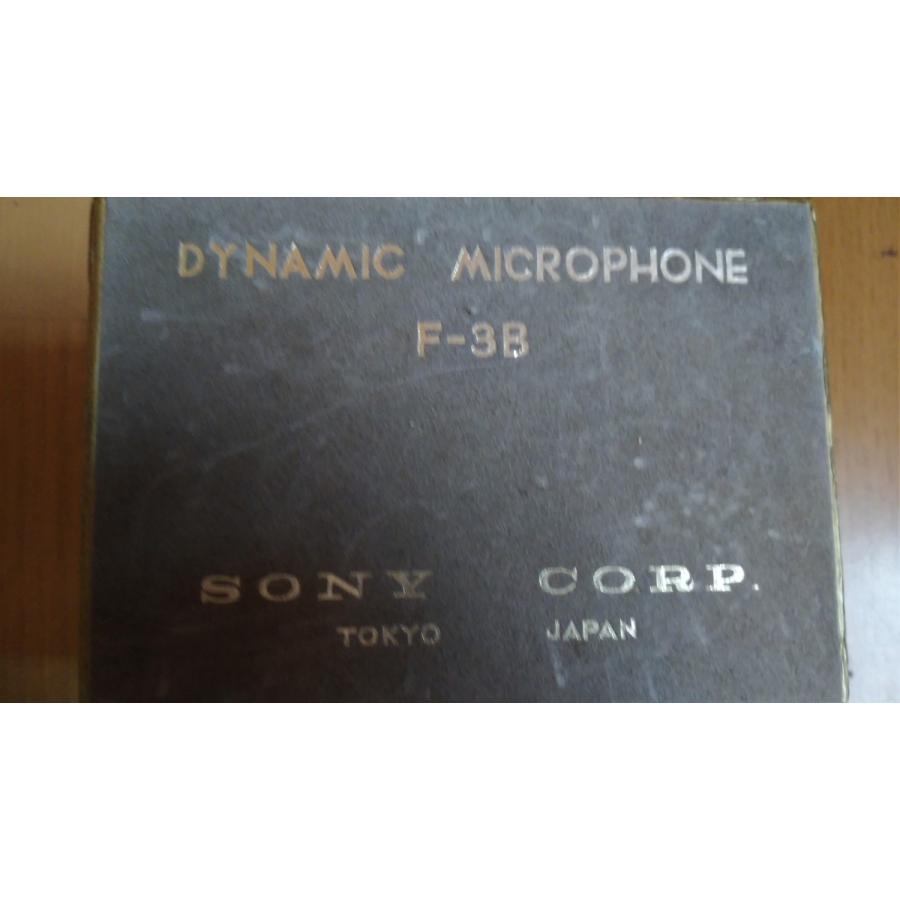 DYNAMIC MICROPHONE
F-3B
SONY CORP.
TOKYO JAPAN